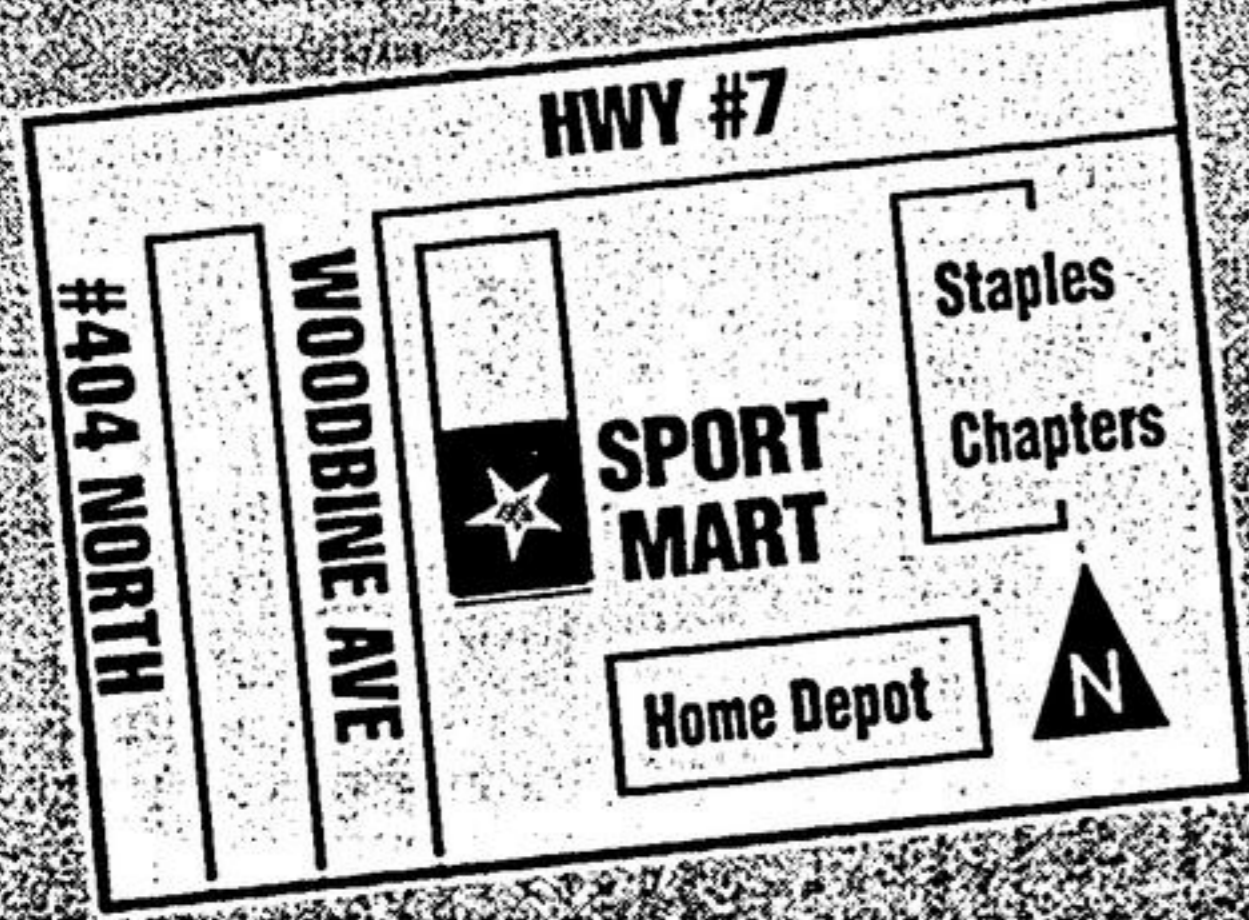 HWY #7
#404 NORTH
WOODBINE AVE
SPORT
MART
Staples
Chapters
Home Depot
N